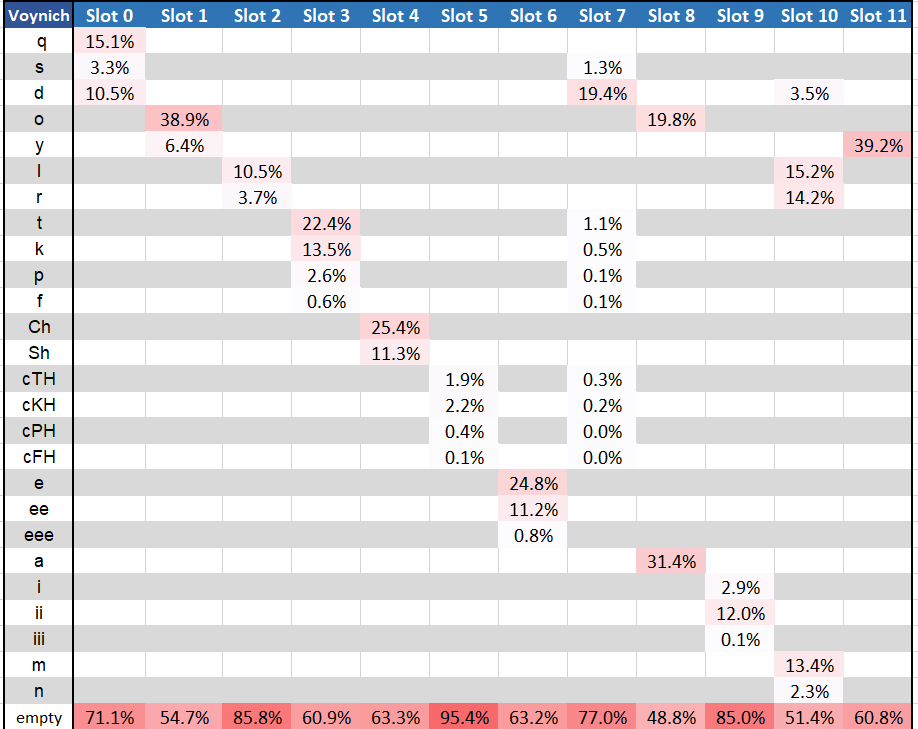 Voynich Slot 0 Slot 1 Slot 2 Slot 3 Slot 4 Slot 5 Slot 6 Slot 7 Slot 8 Slot 9 Slot 10 Slot 11
q 15.1%
s 3.3% 1.3%
d 10.5% 19.4% 3.5%
o 38.9% 19.8%
y 6.4% 39.2%
l 10.5% 15.2%
r 3.7% 14.2%
t 22.4% 1.1%
k 13.5% 0.5%
p 2.6% 0.1%
f 0.6% 0.1%
Ch 25.4%
Sh 11.3%
cTH 1.9% 0.3%
cKH 2.2% 0.2%
cPH 0.4% 0.0%
cFH 0.1% 0.0%
e 24.8%
ee 11.2%
eee 0.8%
a 31.4%
i 2.9%
ii 12.0%
iii 0.1%
m 13.4%
n 2.3%
empty 71.1% 54.7% 85.8% 60.9% 63.3% 95.4% 63.2% 77.0% 48.8% 85.0% 51.4% 60.8%